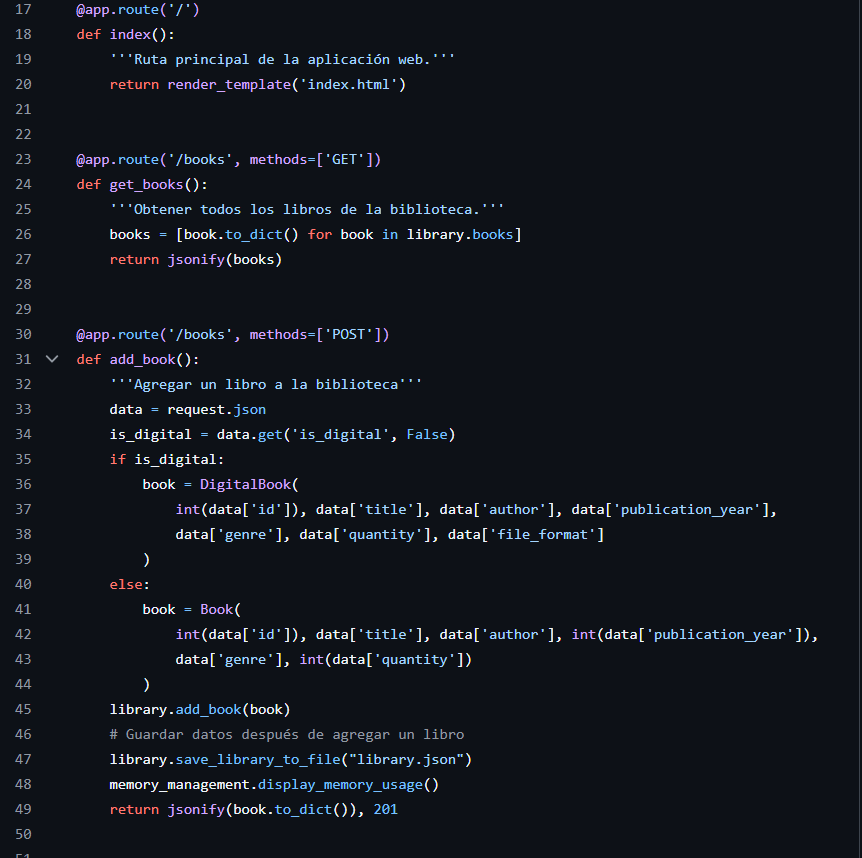 17 @app.route('/')
18 def index():
19     '''Ruta principal de la aplicación web.'''
20     return render_template('index.html')
21
22
23 @app.route('/books', methods=['GET'])
24 def get_books():
25     '''Obtener todos los libros de la biblioteca.'''
26     books = [book.to_dict() for book in library.books]
27     return jsonify(books)
28
29
30 @app.route('/books', methods=['POST'])
31 def add_book():
32     '''Agregar un libro a la biblioteca'''
33     data = request.json
34     is_digital = data.get('is_digital', False)
35     if is_digital:
36         book = DigitalBook(
37             int(data['id']), data['title'], data['author'], data['publication_year'],
38             data['genre'], data['quantity'], data['file_format']
39         )
40     else:
41         book = Book(
42             int(data['id']), data['title'], data['author'], int(data['publication_year']),
43             data['genre'], int(data['quantity'])
44         )
45     library.add_book(book)
46     # Guardar datos después de agregar un libro
47     library.save_library_to_file("library.json")
48     memory_management.display_memory_usage()
49     return jsonify(book.to_dict()), 201
50